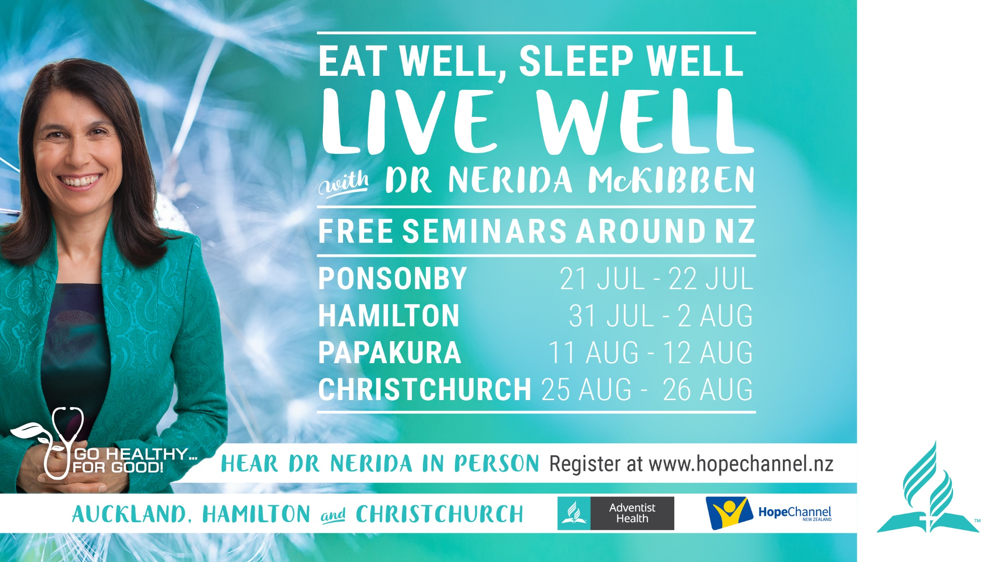 EAT WELL, SLEEP WELL
LIVE WELL
with DR NERIDA McKIBBEN
FREE SEMINARS AROUND NZ
PONSONBY 21 JUL - 22 JUL
HAMILTON 31 JUL - 2 AUG
PAPAKURA 11 AUG - 12 AUG
CHRISTCHURCH 25 AUG - 26 AUG
GO HEALTHY...
FOR GOOD!
HEAR DR NERIDA IN PERSON Register at www.hopechannel.nz
AUCKLAND, HAMILTON and CHRISTCHURCH
Adventist
Health
HopeChannel
NEW ZEALAND
TM